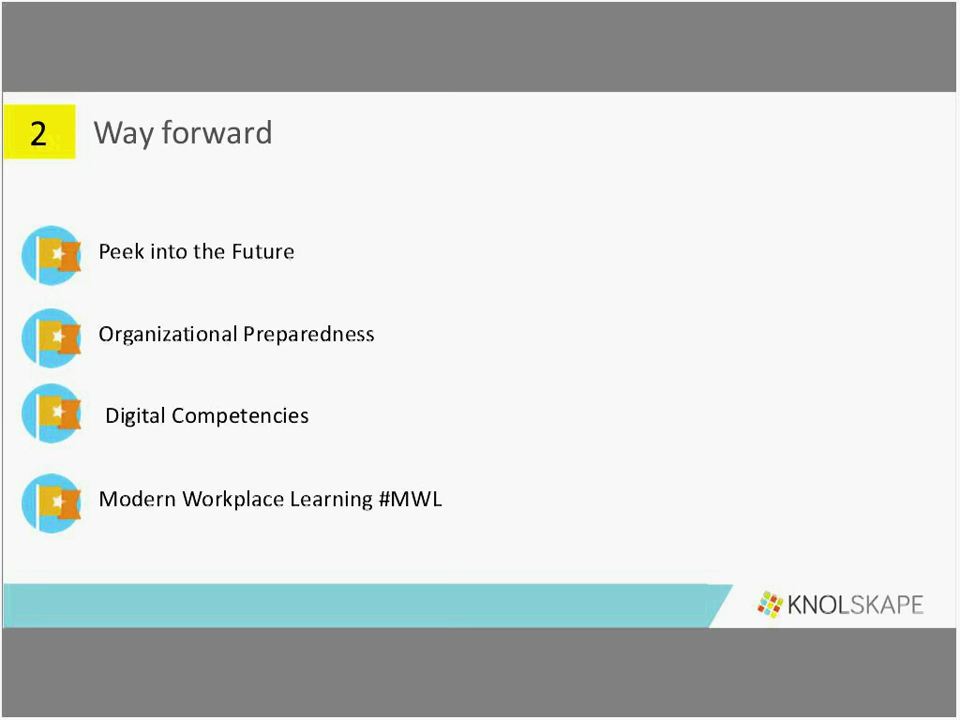 2
Way forward
Peek into the Future
Organizational Preparedness
Digital Competencies
Modern Workplace Learning #MWL
KNOLSKAPE